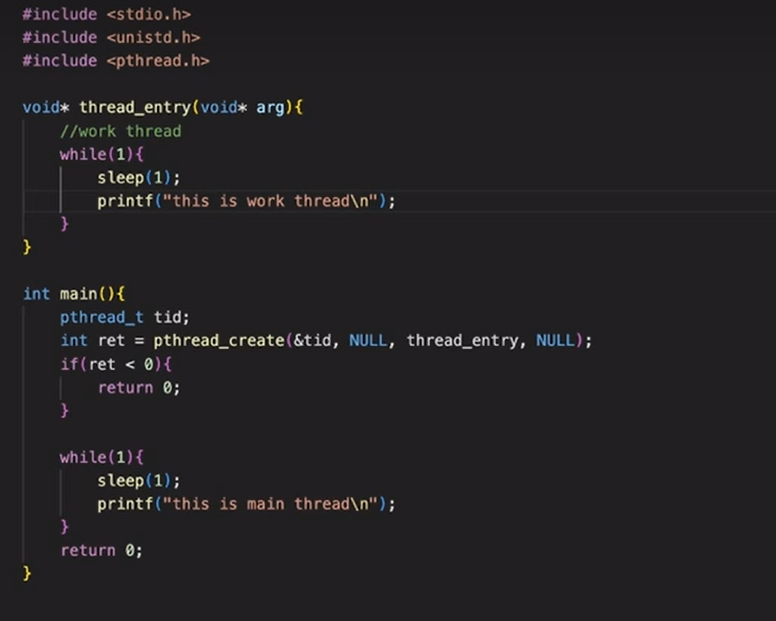 #include <stdio.h>
#include <unistd.h>
#include <pthread.h>

void* thread_entry(void* arg){
    //work thread
    while(1){
        sleep(1);
        printf("this is work thread\n");
    }
}

int main(){
    pthread_t tid;
    int ret = pthread_create(&tid, NULL, thread_entry, NULL);
    if(ret < 0){
        return 0;
    }

    while(1){
        sleep(1);
        printf("this is main thread\n");
    }
    return 0;
}